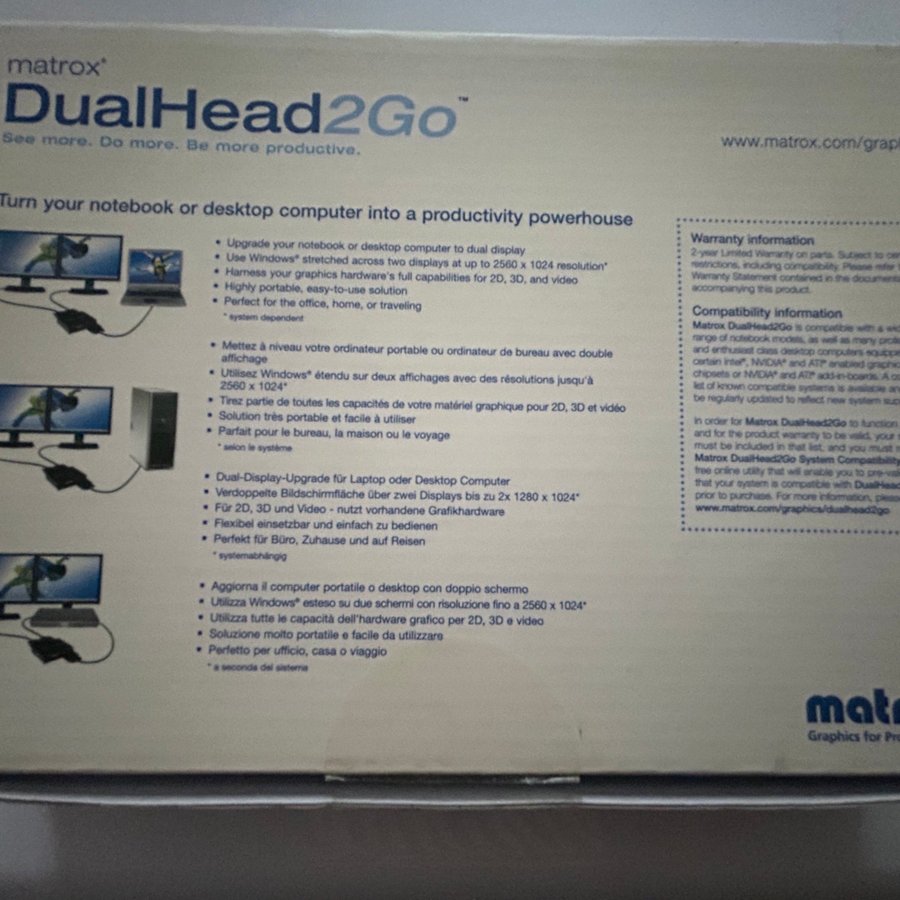 matrox®
DualHead2Go™
See more. Do more. Be more productive.
www.matrox.com/grap
Turn your notebook or desktop computer into a productivity powerhouse
• Upgrade your notebook or desktop computer to dual display
• Use Windows® stretched across two displays at up to 2560 x 1024 resolution*
• Harness your graphics hardware's full capabilities for 2D, 3D, and video
• Highly portable, easy-to-use solution
• Perfect for the office, home, or traveling
* system dependent
• Mettez à niveau votre ordinateur portable ou ordinateur de bureau avec double
affichage
• Utilisez Windows® étendu sur deux affichages avec des résolutions jusqu'à
2560 x 1024*
• Tirez partie de toutes les capacités de votre matériel graphique pour 2D, 3D et vidéo
• Solution très portable et facile à utiliser
• Parfait pour le bureau, la maison ou le voyage
* selon le système
• Dual-Display-Upgrade für Laptop oder Desktop Computer
• Verdoppelte Bildschirmfläche über zwei Displays bis zu 2x 1280 x 1024*
• Für 2D, 3D und Video - nutzt vorhandene Grafikhardware
• Flexibel einsetzbar und einfach zu bedienen
• Perfekt für Büro, Zuhause und auf Reisen
* systemabhängig
• Aggiorna il computer portatile o desktop con doppio schermo
• Utilizza Windows® esteso su due schermi con risoluzione fino a 2560 x 1024*
• Utilizza tutte le capacità dell'hardware grafico per 2D, 3D e video
• Soluzione molto portatile e facile da utilizzare
• Perfetto per ufficio, casa o viaggio
* a seconda del sistema
Warranty information
2-year Limited Warranty on parts. Subject to
restrictions, including compatibility. Please refer
Warranty Statement contained in the
accompanying this product.
Compatibility information
Matrox DualHead2Go is compatible with a
range of notebook models, as well as many
and enthusiast class desktop computers
certain Intel®, NVIDIA® and ATI® enabled
chipsets or NVIDIA® and ATI® add-in-boards. A
list of known compatible systems is available
be regularly updated to reflect new system
In order for Matrox DualHead2Go to function
and for the product warranty to be valid, your
must be included in that list, and you must
Matrox DualHead2Go System
free online utility that will enable you to
that your system is compatible with
prior to purchase. For more information,
www.matrox.com/graphics/dualhead2go
mat
Graphics for